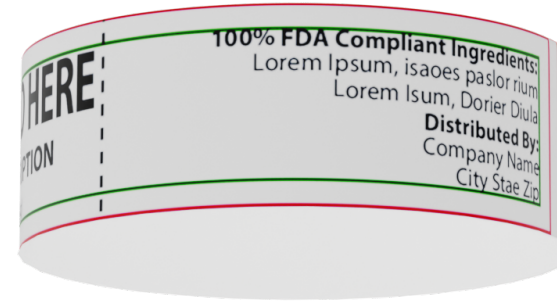 HERE
PTION
100% FDA Compliant Ingredients:
Lorem Ipsum, isaoes paslor rium
Lorem Isum, Dorier Diula
Distributed By:
Company Name
City Stae Zip